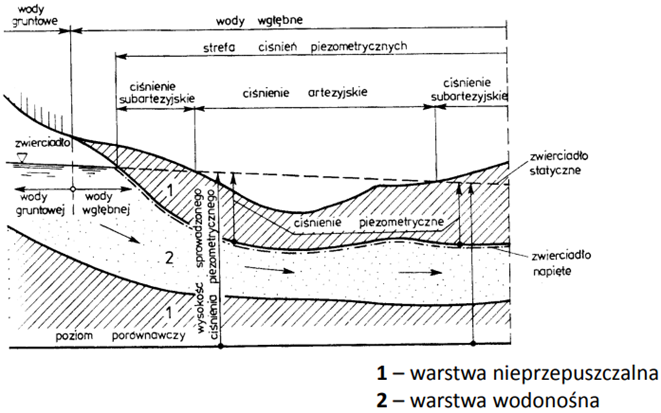 wody
gruntowe
wody wgłębne
strefa ciśnień piezometrycznych
ciśnienie
subartezyjskie
ciśnienie artezyjskie
ciśnienie
subartezyjskie
zwierciadło
zwierciadło
statyczne
1
wody
gruntowej
wody
wgłębnej
ciśnienie piezometryczne
wysokość sprowadzonego
ciśnienia piezometrycznego
2
zwierciadło
napięte
1
poziom porównawczy
1 – warstwa nieprzepuszczalna
2 – warstwa wodonośna